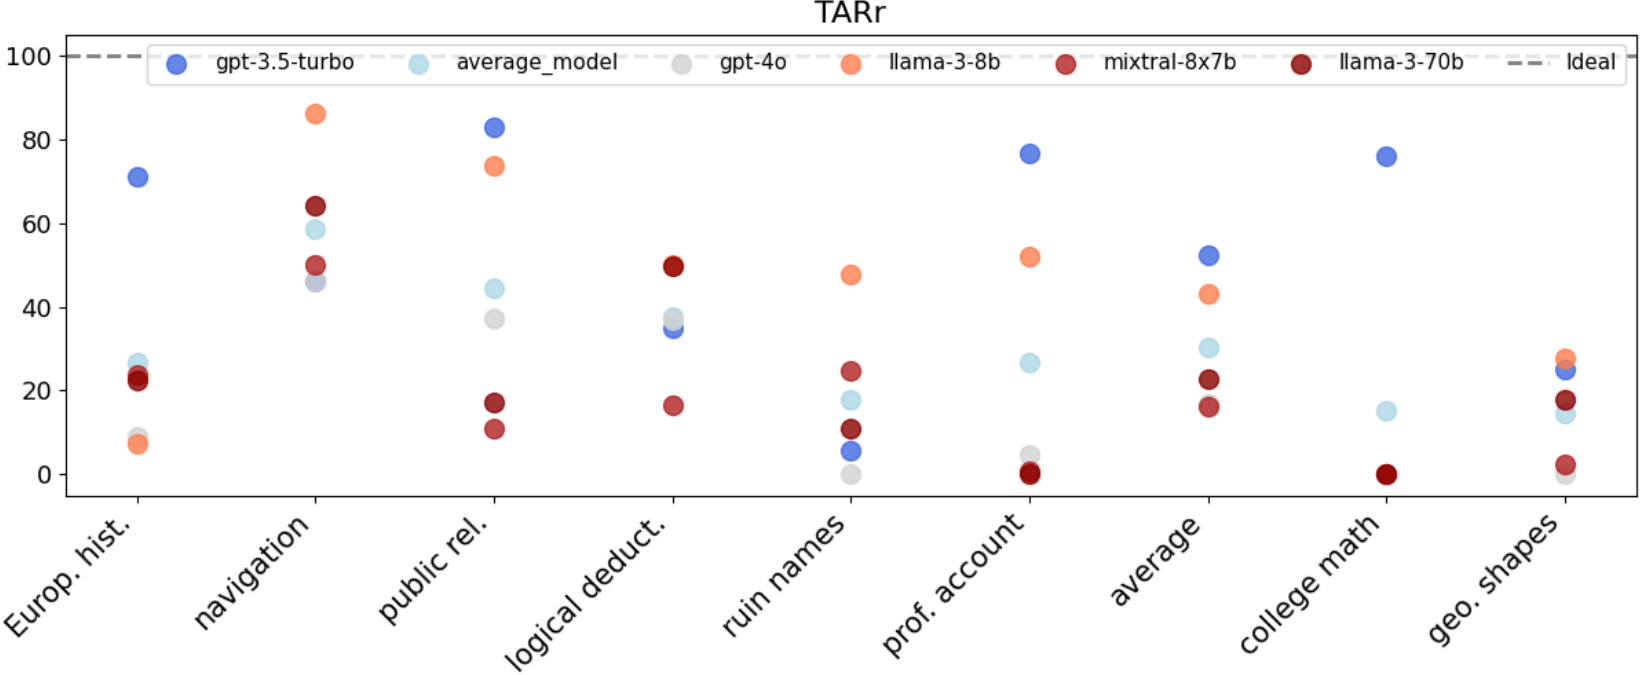 TARr
gpt-3.5-turbo average_model gpt-4o llama-3-8b mixtral-8x7b llama-3-70b Ideal
100
80
60
40
20
0
Europ. hist.
navigation
public rel.
logical deduct.
ruin names
prof. account
average
college math
geo. shapes